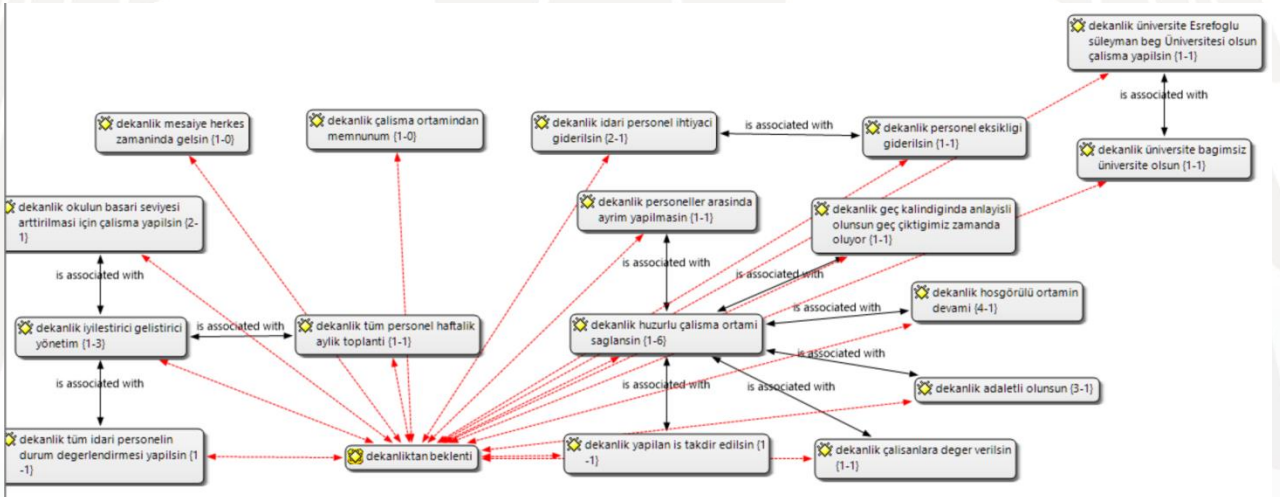 dekanlik üniversite Esrefoglu
süleyman beg Üniversitesi olsun
çalisma yapilsin {1-1}
is associated with
dekanlik mesaiye herkes
zamaninda gelsin {1-0}
dekanlik çalisma ortamindan
memnunum {1-0}
dekanlik idari personel ihtiyaci
giderilsin {2-1}
is associated with
dekanlik personel eksikligi
giderilsin {1-1}
dekanlik üniversite bagimsiz
üniversite olsun {1-1}
dekanlik okulun basari seviyesi
arttirilmasi için çalisma yapilsin {2-
1}
dekanlik personeller arasinda
ayrim yapilmasin {1-1}
dekanlik geç kalindiginda anlayisli
olunsun geç çiktigimiz zamanda
oluyor {1-1}
is associated with
is associated with
is associated with
dekanlik hosgörülü ortamin
devami {4-1}
is associated with
dekanlik iyilestirici gelistirici
yönetim {1-3}
is associated with
dekanlik tüm personel haftalik
aylik toplanti {1-1}
dekanlik huzurlu çalisma ortami
saglansin {1-6}
is associated with
is associated with
is associated with
is associated with
dekanlik adaletli olunsun {3-1}
dekanlik tüm idari personelin
durum degerlendirmesi yapilsin {1
-1}
dekanliktan beklenti
dekanlik yapilan is takdir edilsin {1
-1}
dekanlik çalisanlara deger verilsin
{1-1}